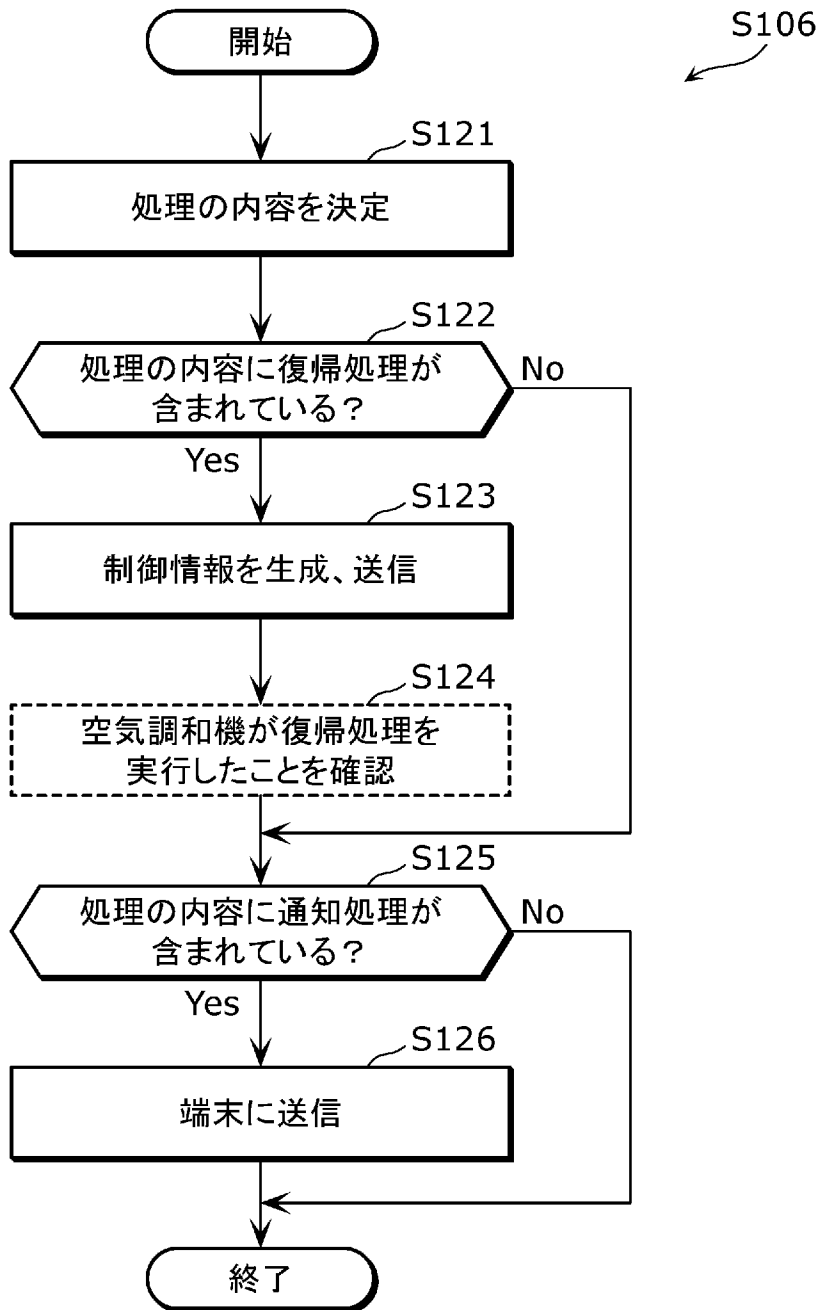 S106
開始
S121
処理の内容を決定
S122
処理の内容に復帰処理が
含まれている？
No
Yes
S123
制御情報を生成、送信
S124
空気調和機が復帰処理を
実行したことを確認
S125
処理の内容に通知処理が
含まれている？
No
Yes
S126
端末に送信
終了